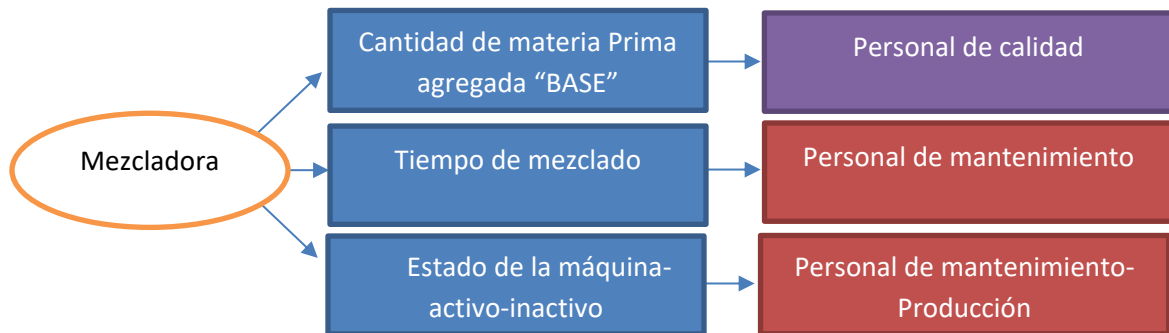 Mezcladora
Cantidad de materia Prima
agregada “BASE”
Personal de calidad
Tiempo de mezclado
Personal de mantenimiento
Estado de la máquina-
activo-inactivo
Personal de mantenimiento-
Producción